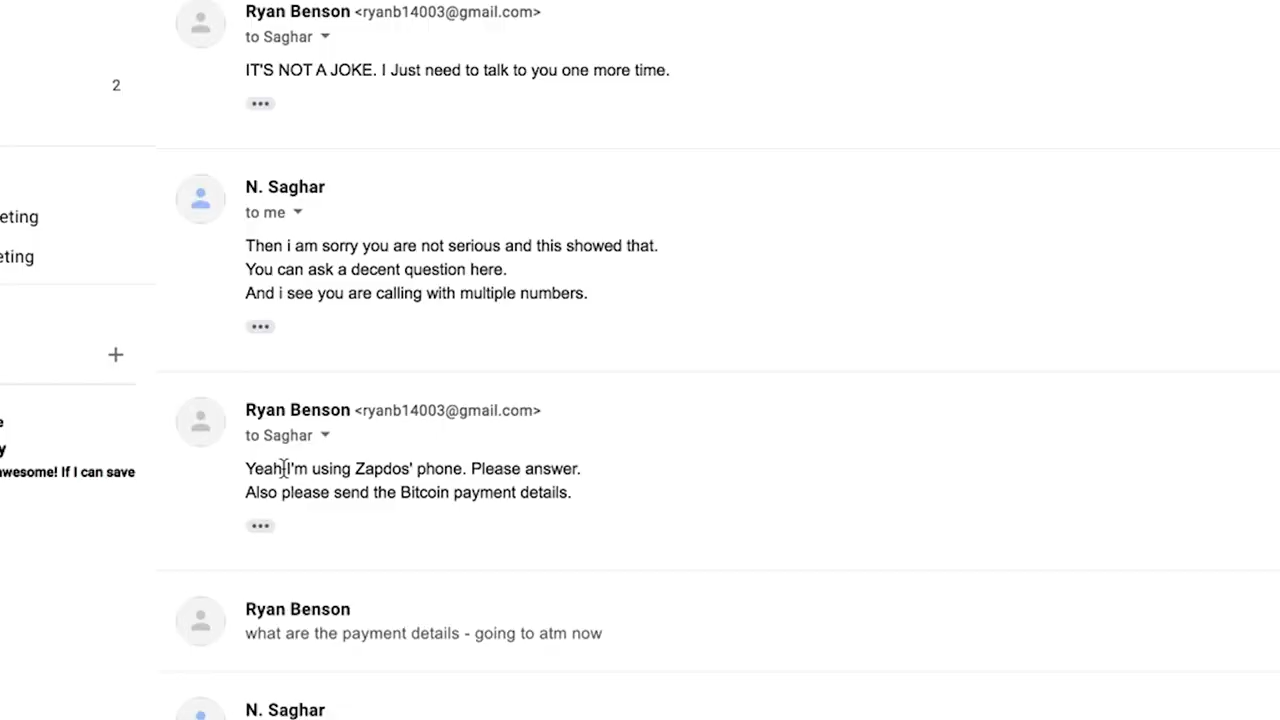 Ryan Benson <ryanb14003@gmail.com>
to Saghar
IT'S NOT A JOKE. I Just need to talk to you one more time.
2
N. Saghar
to me
eting
Then i am sorry you are not serious and this showed that.
eting
You can ask a decent question here.
And i see you are calling with multiple numbers.
+
Ryan Benson <ryanb14003@gmail.com>
e
to Saghar
y
awesome! If I can save
Yeah I'm using Zapdos' phone. Please answer.
Also please send the Bitcoin payment details.
Ryan Benson
what are the payment details - going to atm now
N. Saghar